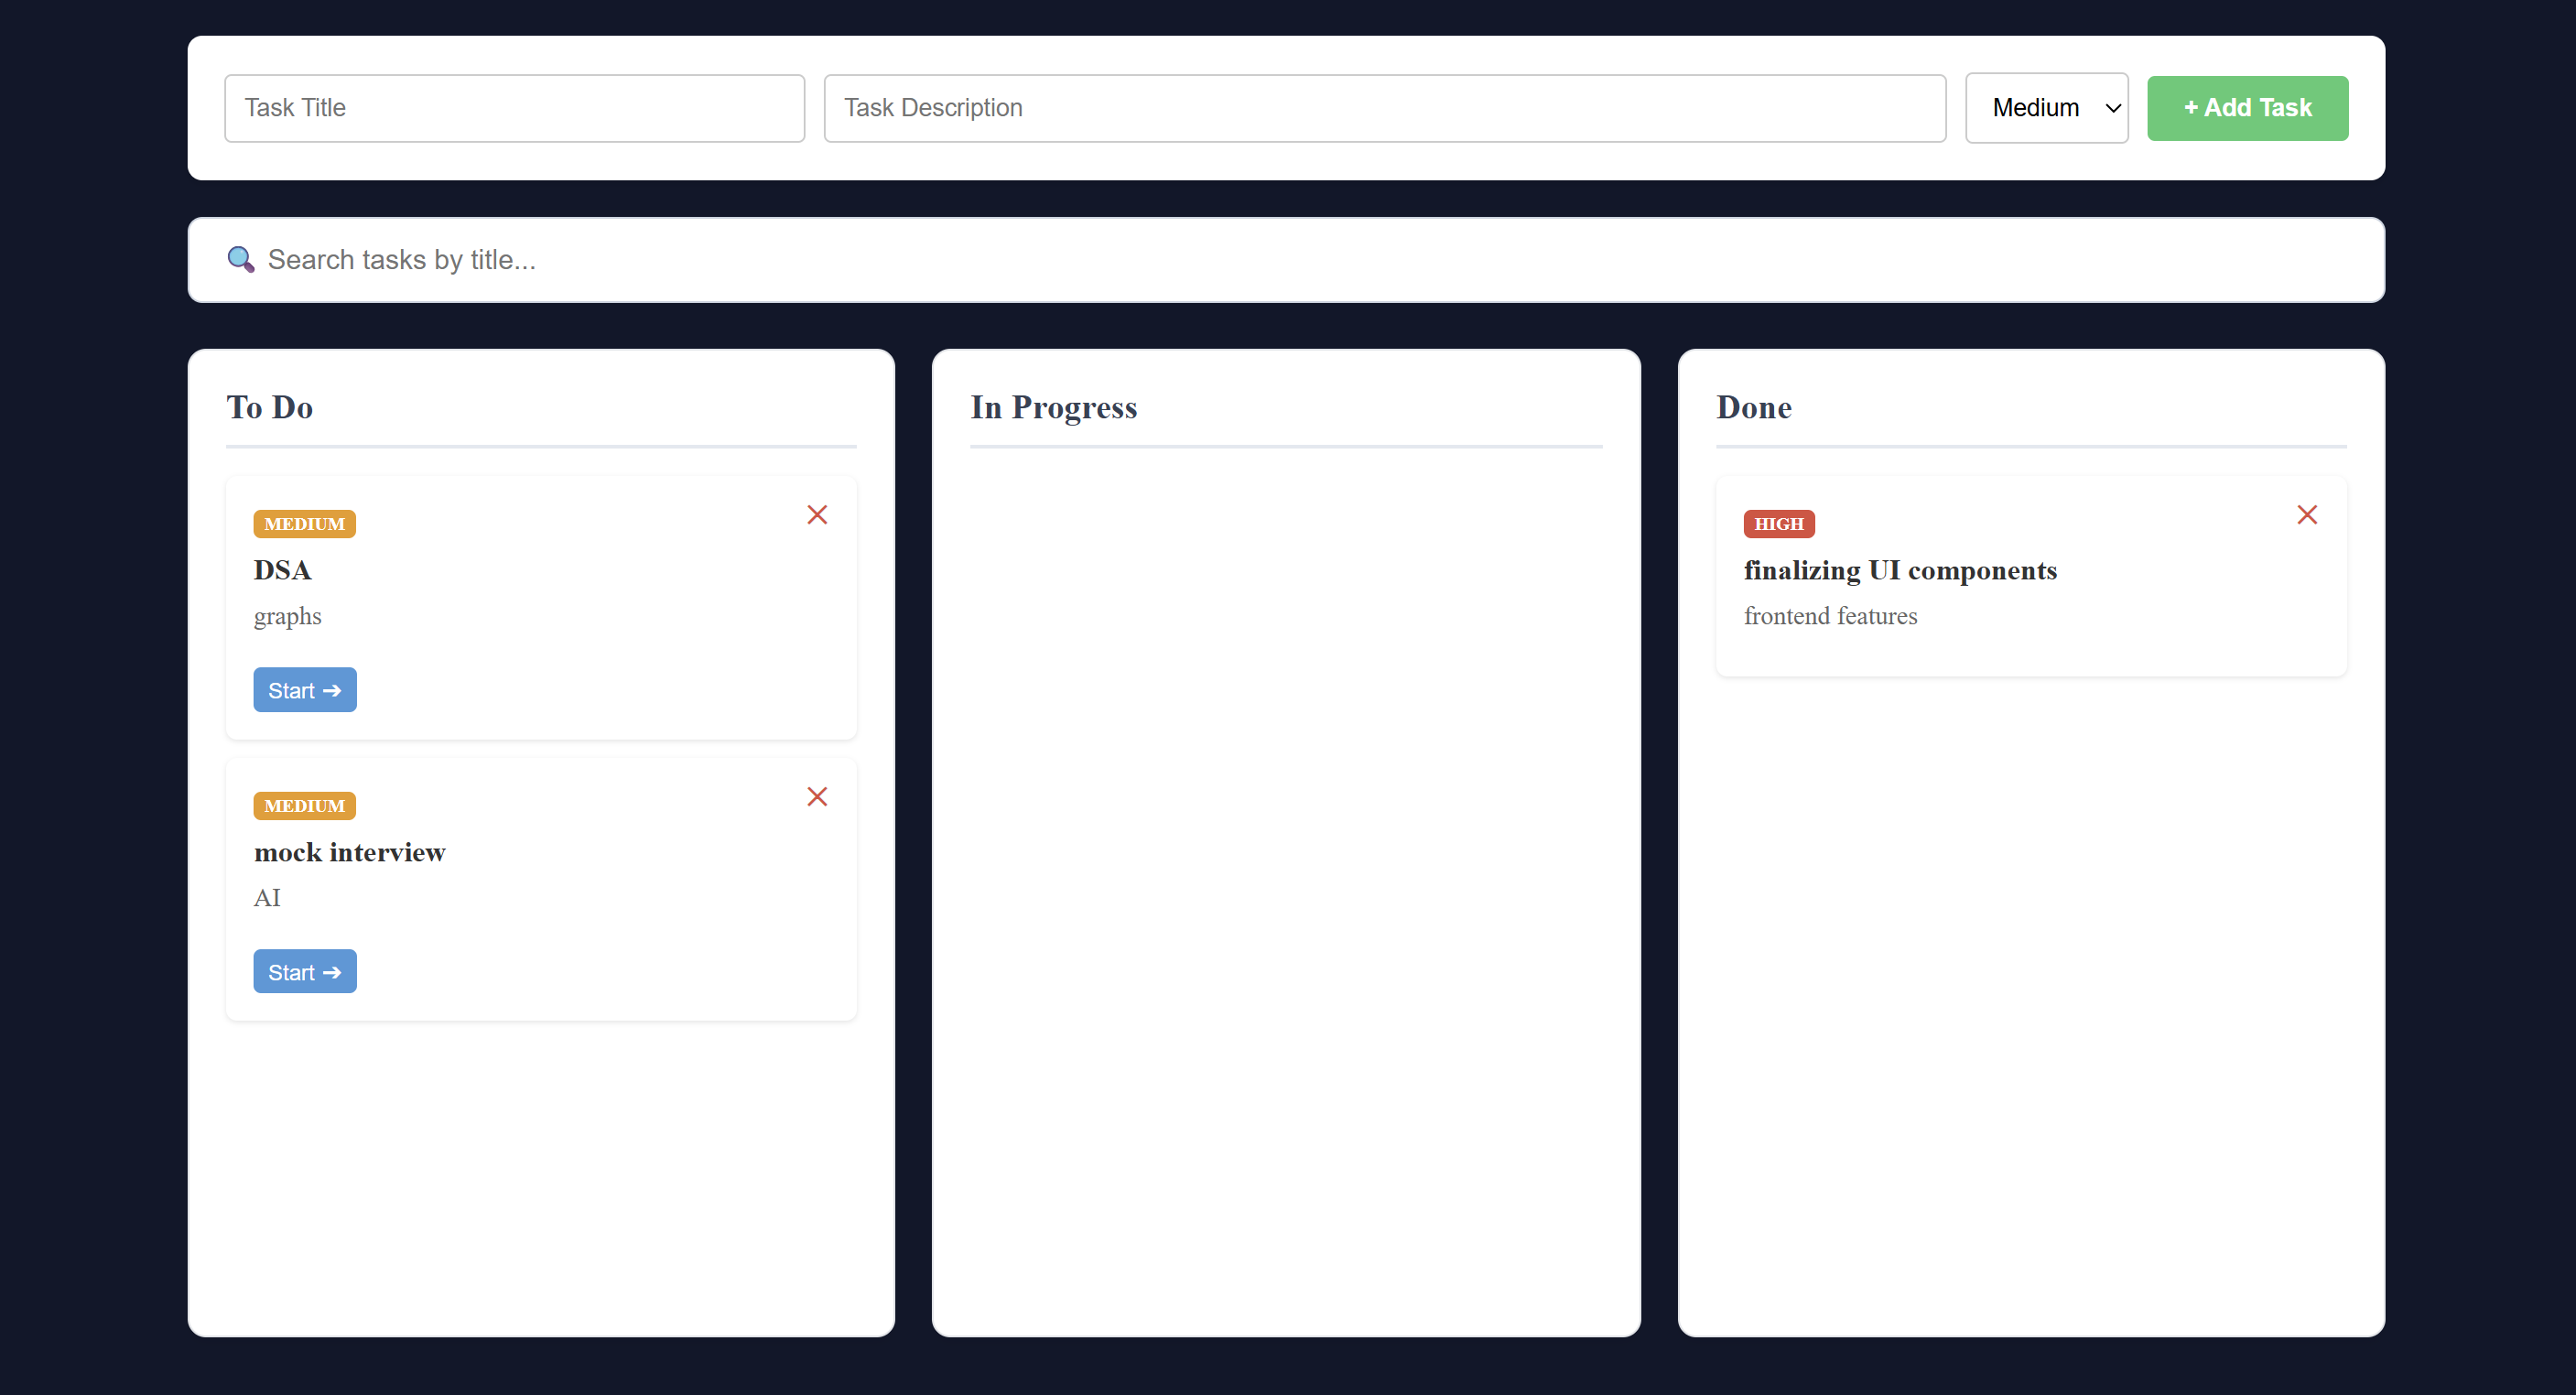 Task Title
Task Description
Medium
+ Add Task
🔍 Search tasks by title...
To Do
MEDIUM
DSA
graphs
Start ➔
MEDIUM
mock interview
AI
Start ➔
In Progress
Done
HIGH
finalizing UI components
frontend features